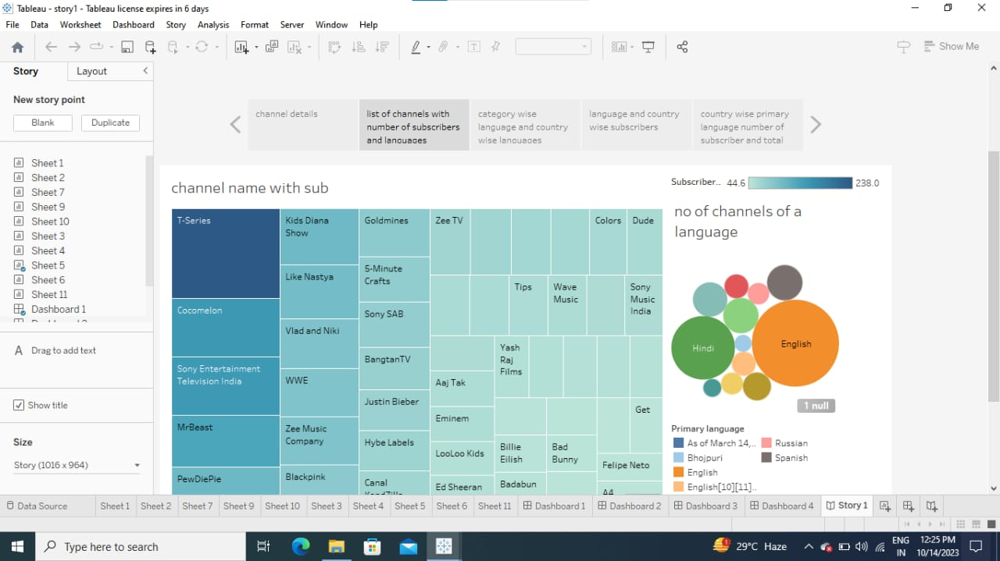 Tableau - story1 - Tableau license expires in 6 days
File Data Worksheet Dashboard Story Analysis Format Server Window Help
Show Me
Story Layout
New story point
Blank Duplicate
Sheet 1
Sheet 2
Sheet 7
Sheet 9
Sheet 10
Sheet 3
Sheet 4
Sheet 5
Sheet 6
Sheet 11
Dashboard 1
A Drag to add text
Show title
Size
Story (1016 x 964)
channel details
list of channels with
number of subscribers
and languages
category wise
language and country
wise languages
language and country
wise subscribers
country wise primary
language number of
subscriber and total
channel name with sub
T-Series
Cocomelon
Sony Entertainment
Television India
MrBeast
PewDiePie
Kids Diana
Show
Like Nastya
Vlad and Niki
WWE
Zee Music
Company
Blackpink
Goldmines
5-Minute
Crafts
Sony SAB
BangtanTV
Justin Bieber
Hybe Labels
Canal
KondZilla
Zee TV
Colors
Dude
Tips
Wave
Music
Sony
Music
India
Yash
Raj
Films
Aaj Tak
Eminem
LooLoo Kids
Ed Sheeran
Get
Billie
Eilish
Bad
Bunny
Badabun
Felipe Neto
A4
Subscriber.. 44.6 238.0
no of channels of a
language
Hindi
English
1 null
Primary language
As of March 14,..
Bhojpuri
English
English[10][11]..
Russian
Spanish
Data Source Sheet 1 Sheet 2 Sheet 7 Sheet 9 Sheet 10 Sheet 3 Sheet 4 Sheet 5 Sheet 6 Sheet 11 Dashboard 1 Dashboard 2 Dashboard 3 Dashboard 4 Story 1
Type here to search
1
29°C Haze
ENG
IN
12:25 PM
10/14/2023